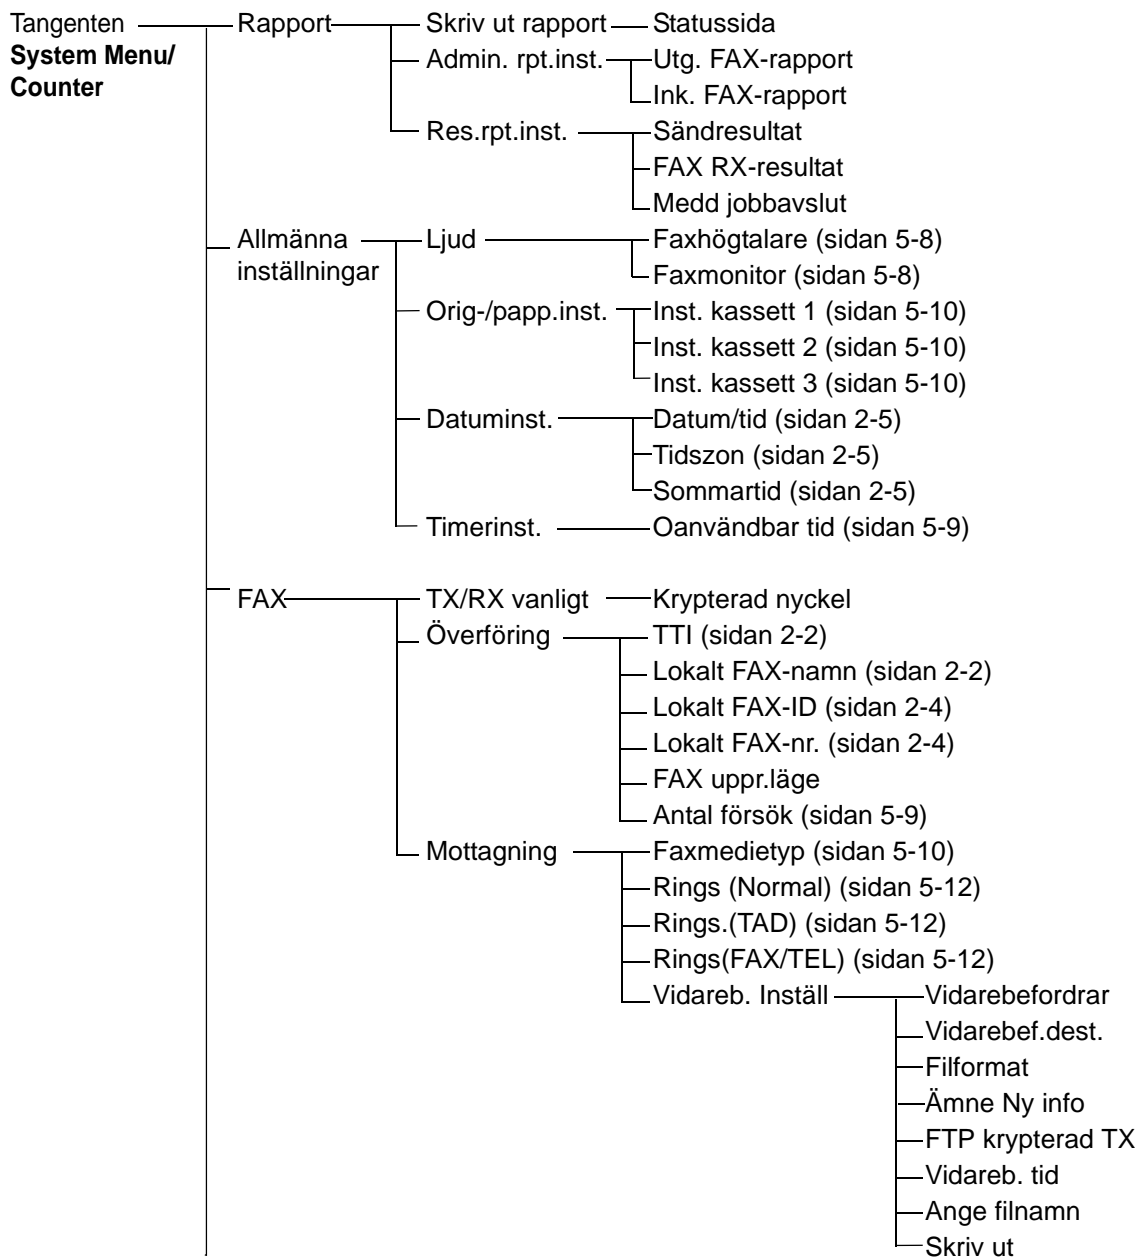 Tangenten Rapport Skriv ut rapport Statussida
System Menu/ Admin. rpt.inst. Utg. FAX-rapport
Counter Ink. FAX-rapport
Res.rpt.inst. Sändresultat
FAX RX-resultat
Medd jobbavslut
Allmänna Ljud Faxhögtalare (sidan 5-8)
inställningar Faxmonitor (sidan 5-8)
Orig-/papp.inst. Inst. kassett 1 (sidan 5-10)
Inst. kassett 2 (sidan 5-10)
Inst. kassett 3 (sidan 5-10)
Datuminst. Datum/tid (sidan 2-5)
Tidszon (sidan 2-5)
Sommartid (sidan 2-5)
Timerinst. Oanvändbar tid (sidan 5-9)
FAX TX/RX vanligt Krypterad nyckel
Överföring TTI (sidan 2-2)
Lokalt FAX-namn (sidan 2-2)
Lokalt FAX-ID (sidan 2-4)
Lokalt FAX-nr. (sidan 2-4)
FAX uppr.läge
Antal försök (sidan 5-9)
Mottagning Faxmedietyp (sidan 5-10)
Rings (Normal) (sidan 5-12)
Rings.(TAD) (sidan 5-12)
Rings(FAX/TEL) (sidan 5-12)
Vidareb. Inställ Vidarebefordrar
Vidarebef.dest.
Filformat
Ämne Ny info
FTP krypterad TX
Vidareb. tid
Ange filnamn
Skriv ut